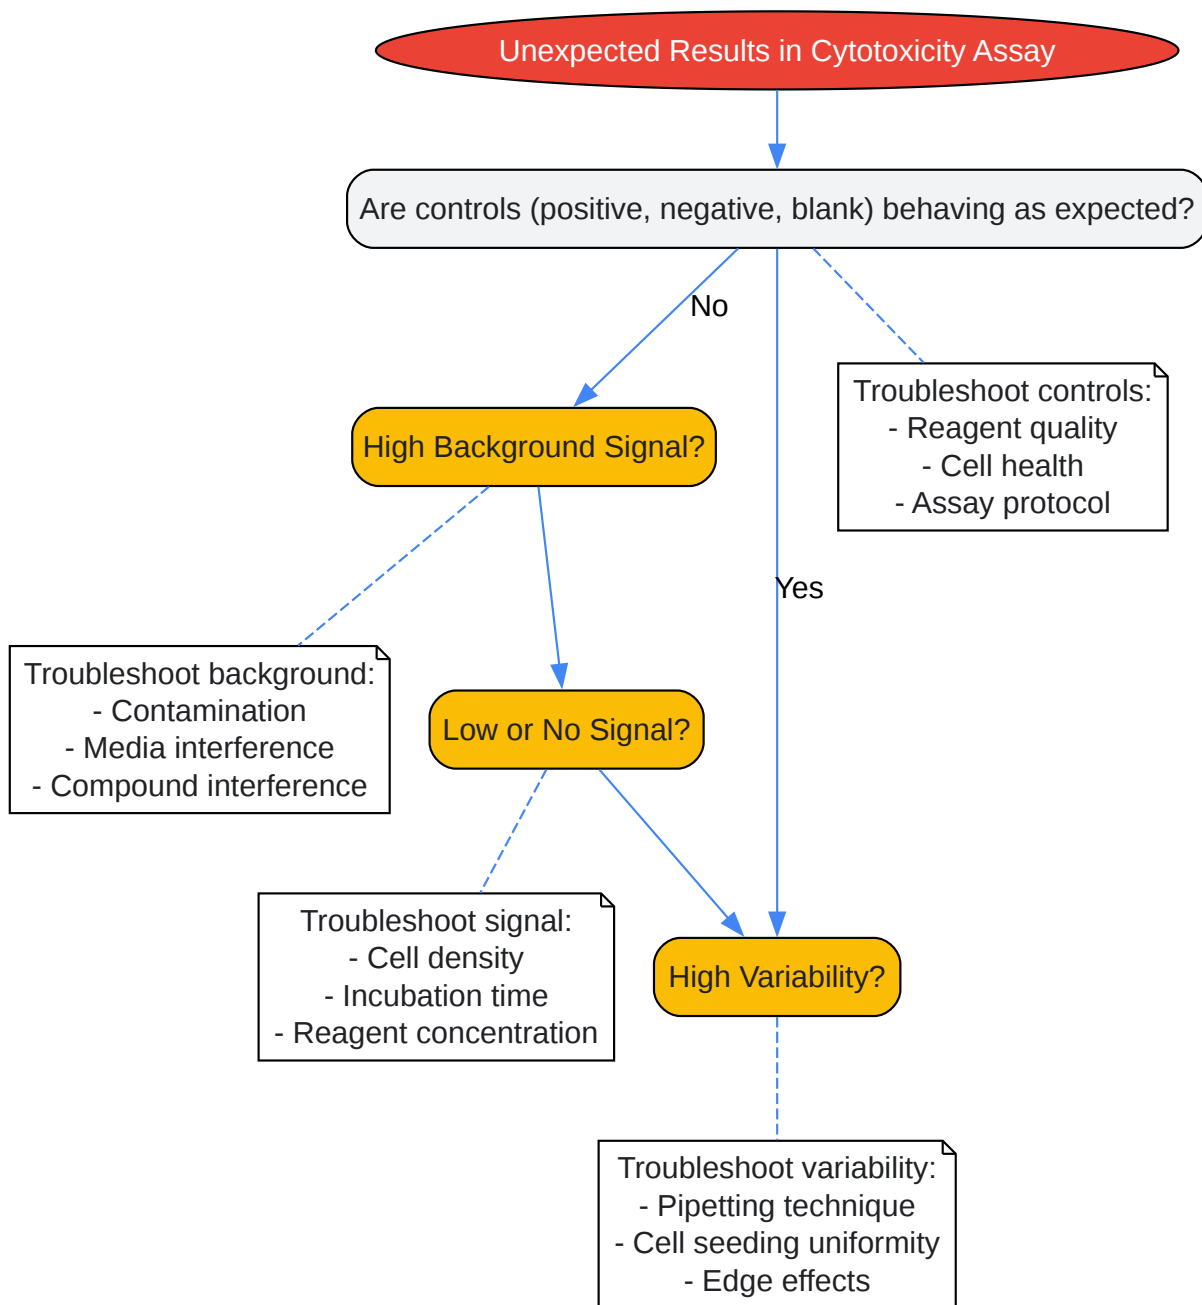 Unexpected Results in Cytotoxicity Assay
Are controls (positive, negative, blank) behaving as expected?
No
Troubleshoot controls:
- Reagent quality
- Cell health
- Assay protocol
High Background Signal?
Yes
Troubleshoot background:
- Contamination
- Media interference
- Compound interference
Low or No Signal?
Troubleshoot signal:
- Cell density
- Incubation time
- Reagent concentration
High Variability?
Troubleshoot variability:
- Pipetting technique
- Cell seeding uniformity
- Edge effects